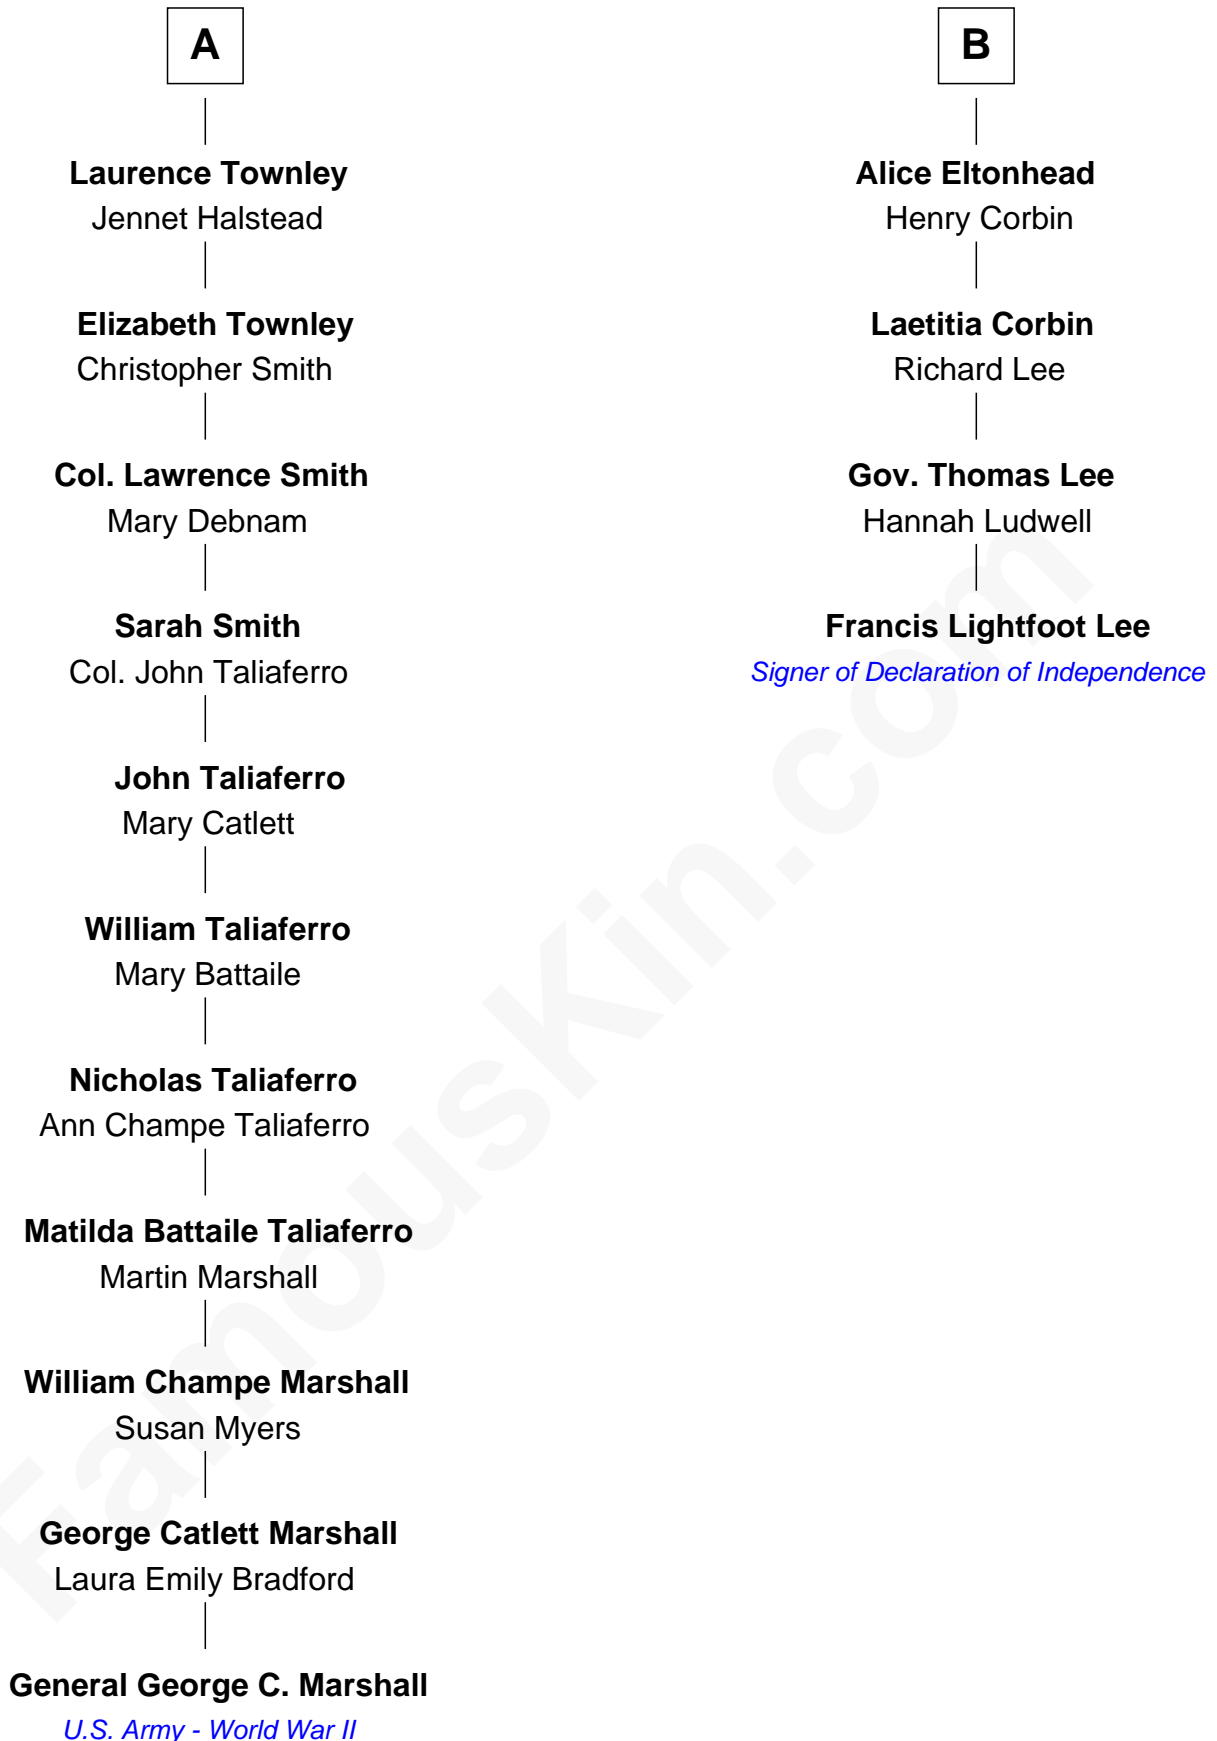 A
Laurence Townley
Jennet Halstead
Elizabeth Townley
Christopher Smith
Col. Lawrence Smith
Mary Debnam
Sarah Smith
Col. John Taliaferro
John Taliaferro
Mary Catlett
William Taliaferro
Mary Battaile
Nicholas Taliaferro
Ann Champe Taliaferro
Matilda Battaile Taliaferro
Martin Marshall
William Champe Marshall
Susan Myers
George Catlett Marshall
Laura Emily Bradford
General George C. Marshall
U.S. Army - World War II
B
Alice Eltonhead
Henry Corbin
Laetitia Corbin
Richard Lee
Gov. Thomas Lee
Hannah Ludwell
Francis Lightfoot Lee
Signer of Declaration of Independence
FamousKin.com